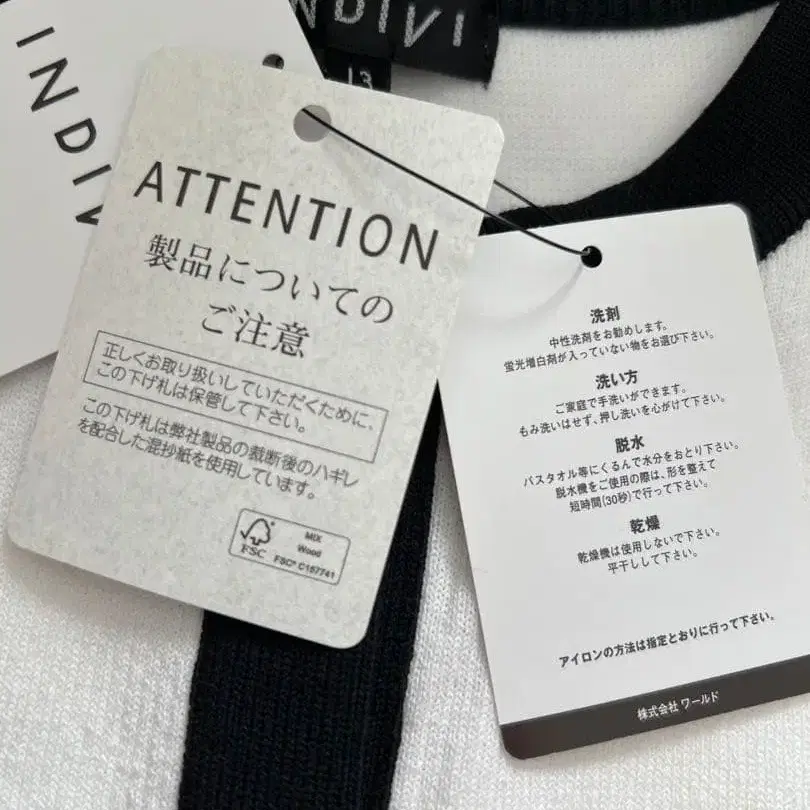 INDIVI
13
INDIV
ATTENTION
製品についての
ご注意
正しくお取り扱いしていただくために、
この下げ札は保管して下さい。
この下げ札は弊社製品の裁断後のハギレ
を配合した混抄紙を使用しています。
FSC
MIX
Wood
FSC® C157741
洗剤
中性洗剤をお勧めします。
蛍光増白剤が入っていない物をお選び下さい。
洗い方
ご家庭で手洗いができます。
もみ洗いはせず、押し洗いを心がけて下さい。
脱水
バスタオル等にくるんで水分をおとり下さい。
脱水機をご使用の際は、形を整えて
短時間(30秒)で行って下さい。
乾燥
乾燥機は使用しないで下さい。
平干しして下さい。
アイロンの方法は指定とおりに行って下さい。
株式会社 ワールド